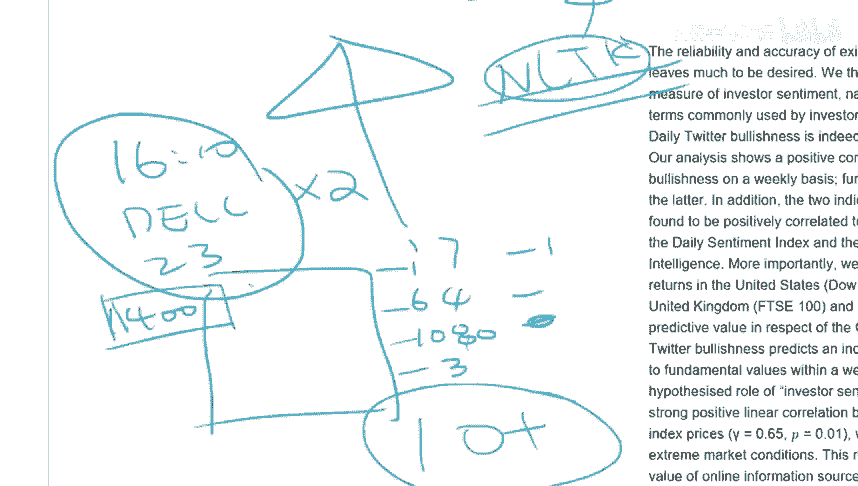 NLTK
16:10
DELL
23
×2
1400
17 -1
64 -
1080
- 3
10+
The reliability and accuracy of exi
leaves much to be desired. We th
measure of investor sentiment, na
terms commonly used by investor
Daily Twitter bullishness is indeed
Our analysis shows a positive cor
bullishness on a weekly basis; fur
the latter. In addition, the two indi
found to be positively correlated to
the Daily Sentiment Index and the
Intelligence. More importantly, we
returns in the United States (Dow
United Kingdom (FTSE 100) and
predictive value in respect of the C
Twitter bullishness predicts an inc
to fundamental values within a we
hypothesised role of “investor sen
strong positive linear correlation b
index prices (γ = 0.65, p = 0.01), v
extreme market conditions. This r
value of online information source